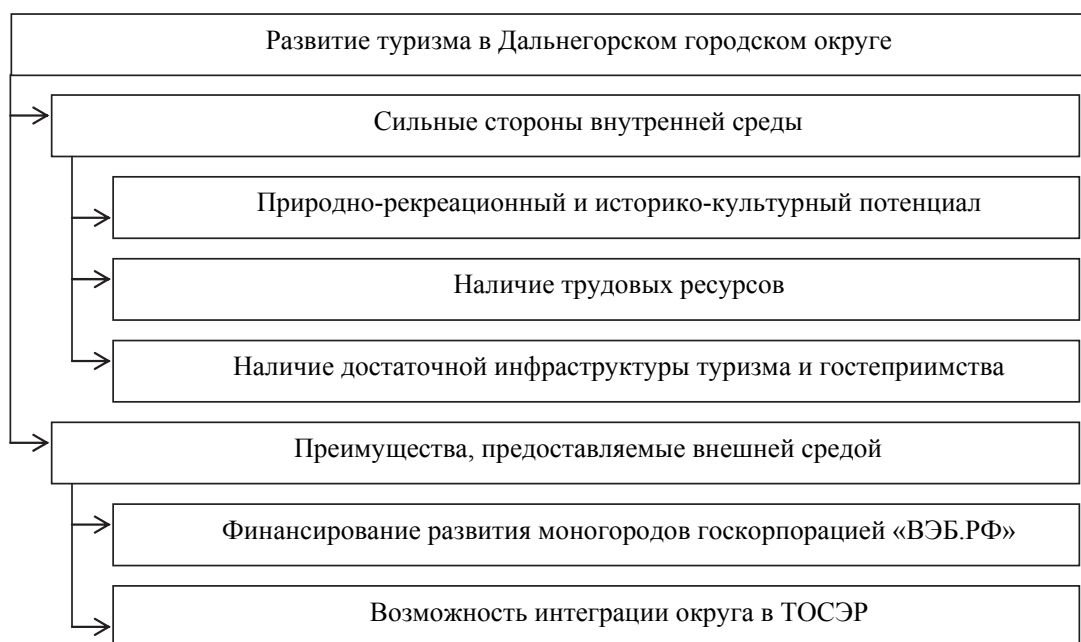 Развитие туризма в Дальнегорском городском округе
Сильные стороны внутренней среды
Природно-рекреационный и историко-культурный потенциал
Наличие трудовых ресурсов
Наличие достаточной инфраструктуры туризма и гостеприимства
Преимущества, предоставляемые внешней средой
Финансирование развития моногородов госкорпорацией «ВЭБ.РФ»
Возможность интеграции округа в ТОСЭР